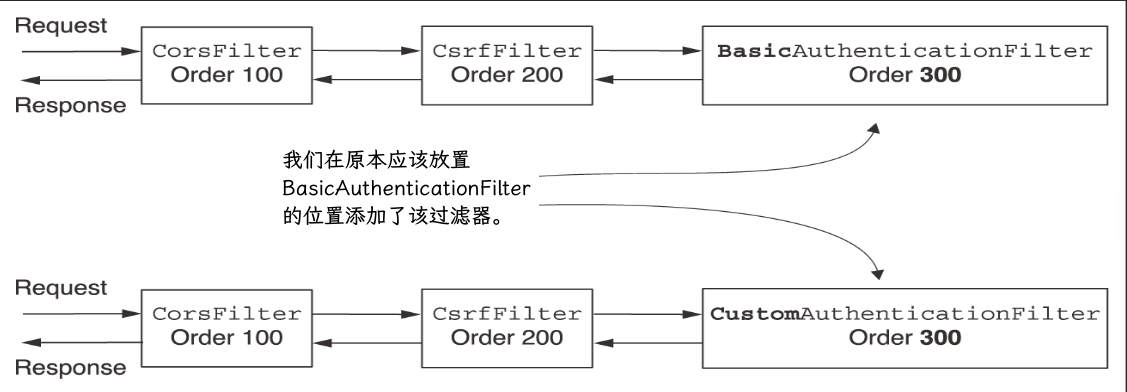 Request
CorsFilter
Order 100
CsrfFilter
Order 200
BasicAuthenticationFilter
Order 300
Response
我们在原本应该放置
BasicAuthenticationFilter
的位置添加了该过滤器。
Request
CorsFilter
Order 100
CsrfFilter
Order 200
CustomAuthenticationFilter
Order 300
Response